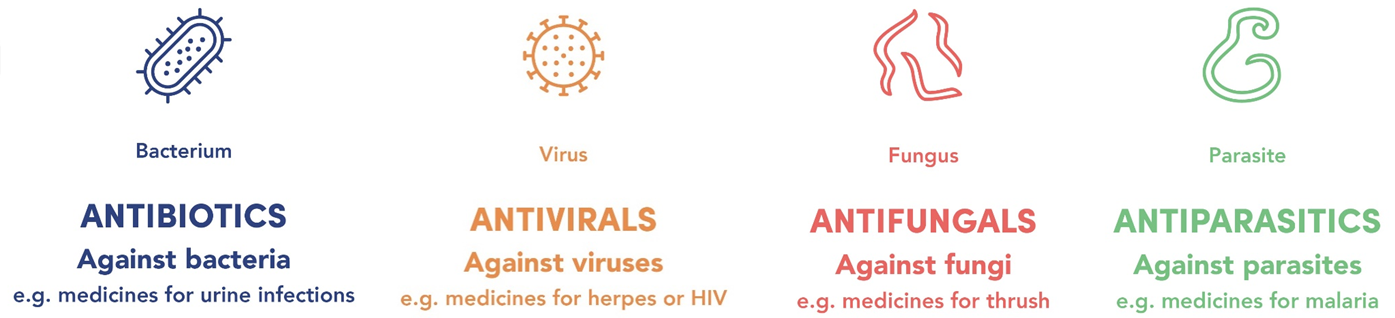 Bacterium
ANTIBIOTICS
Against bacteria
e.g. medicines for urine infections
Virus
ANTIVIRALS
Against viruses
e.g. medicines for herpes or HIV
Fungus
ANTIFUNGALS
Against fungi
e.g. medicines for thrush
Parasite
ANTIPARASITICS
Against parasites
e.g. medicines for malaria